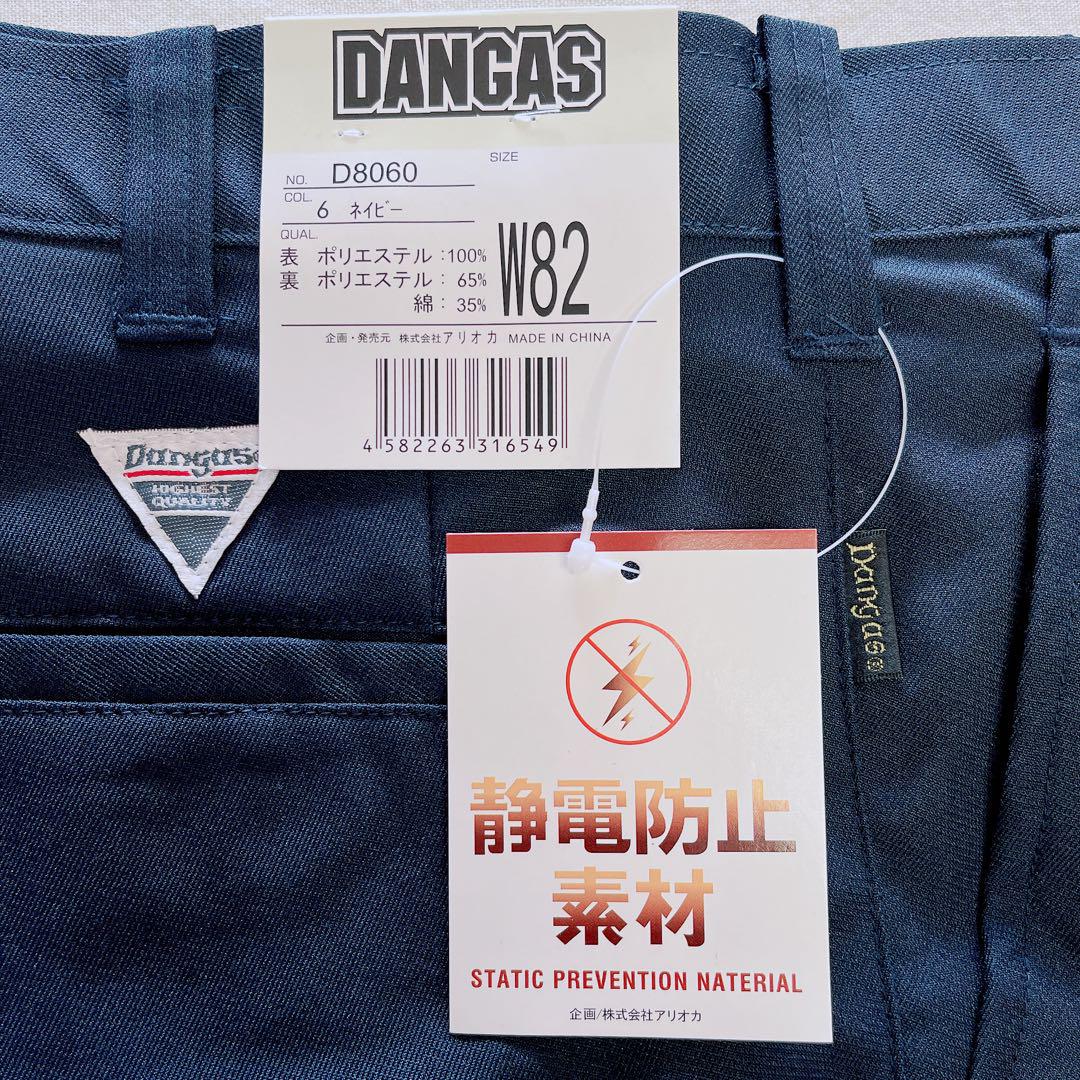 DANGAS
SIZE
NO. D8060
COL. 6 ネイビー
QUAL.
表 ポリエステル:100%
裏 ポリエステル: 65%
綿: 35%
W82
企画・発売元 株式会社アリオカ MADE IN CHINA
4 582263 316549
Dangas
HIGHEST
QUALITY
Dangas®
静電防止
素材
STATIC PREVENTION NATERIAL
企画/株式会社アリオカ